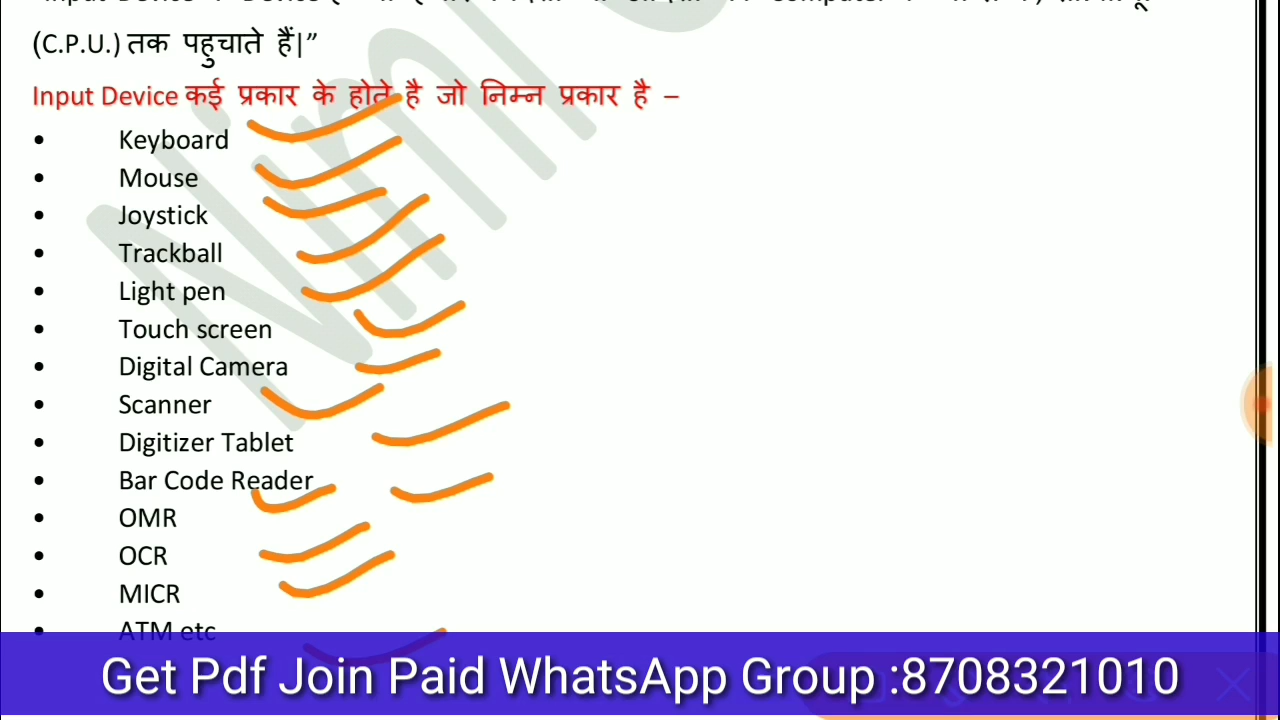 (C.P.U.) तक पहुचाते हैं|”
Input Device कई प्रकार के होते है जो निम्न प्रकार है –
• Keyboard
• Mouse
• Joystick
• Trackball
• Light pen
• Touch screen
• Digital Camera
• Scanner
• Digitizer Tablet
• Bar Code Reader
• OMR
• OCR
• MICR
• ATM etc
Get Pdf Join Paid WhatsApp Group :8708321010